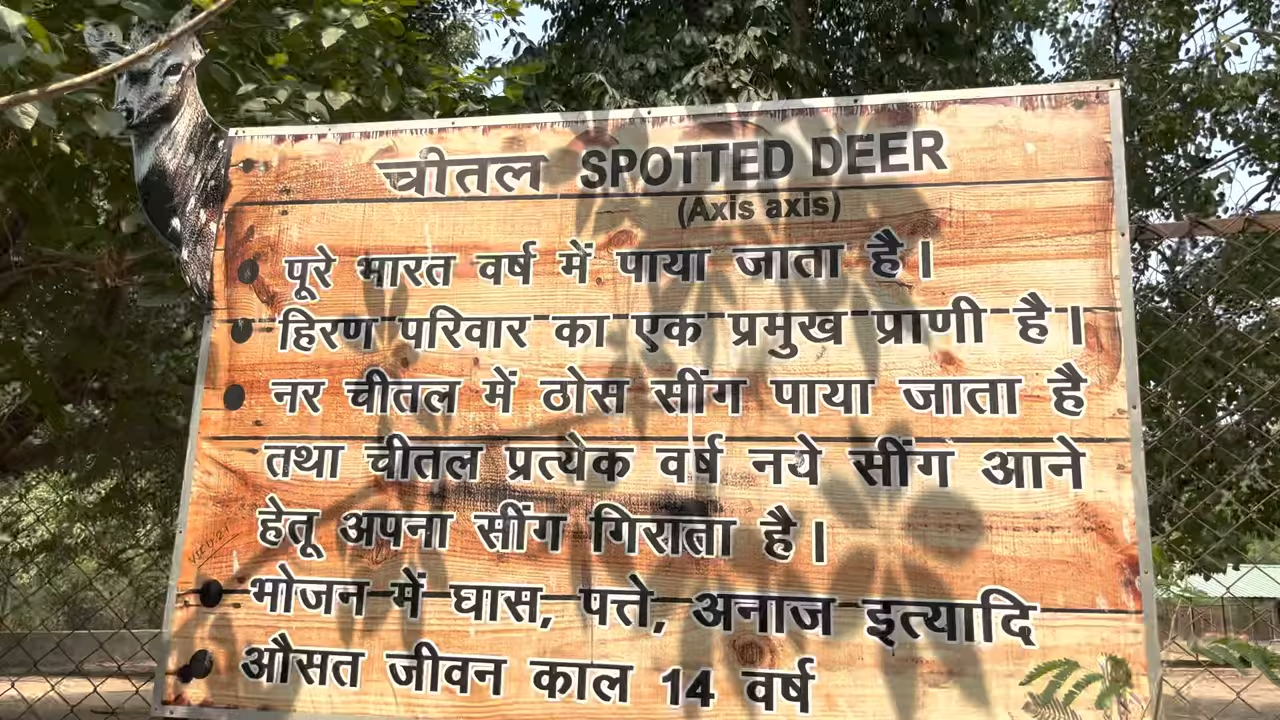 चीतल SPOTTED DEER
(Axis axis)
पूरे भारत वर्ष में पाया जाता है।
हिरण परिवार का एक प्रमुख प्राणी है।
नर चीतल में ठोस सींग पाया जाता है
तथा चीतल प्रत्येक वर्ष नये सींग आने
हेतू अपना सींग गिराता है।
भोजन में घास, पत्ते, अनाज इत्यादि
औसत जीवन काल 14 वर्ष